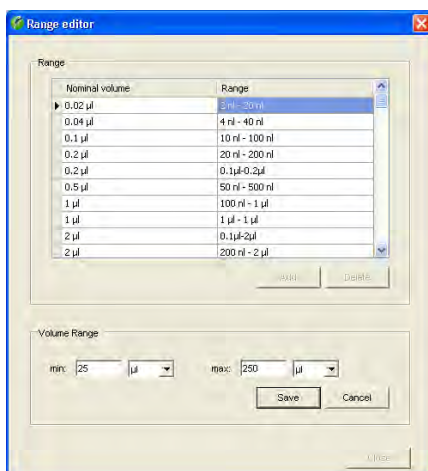 Range editor
Range
Nominal volume Range
0.02 µl 2 nl - 20 nl
0.04 µl 4 nl - 40 nl
0.1 µl 10 nl - 100 nl
0.2 µl 20 nl - 200 nl
0.2 µl 0.1µl-0.2µl
0.5 µl 50 nl - 500 nl
1 µl 100 nl - 1 µl
1 µl 1 µl - 1 µl
2 µl 0.1µl-2µl
2 µl 200 nl - 2 µl
Add Delete
Volume Range
min: 25 µl max: 250 µl
Save Cancel
Close